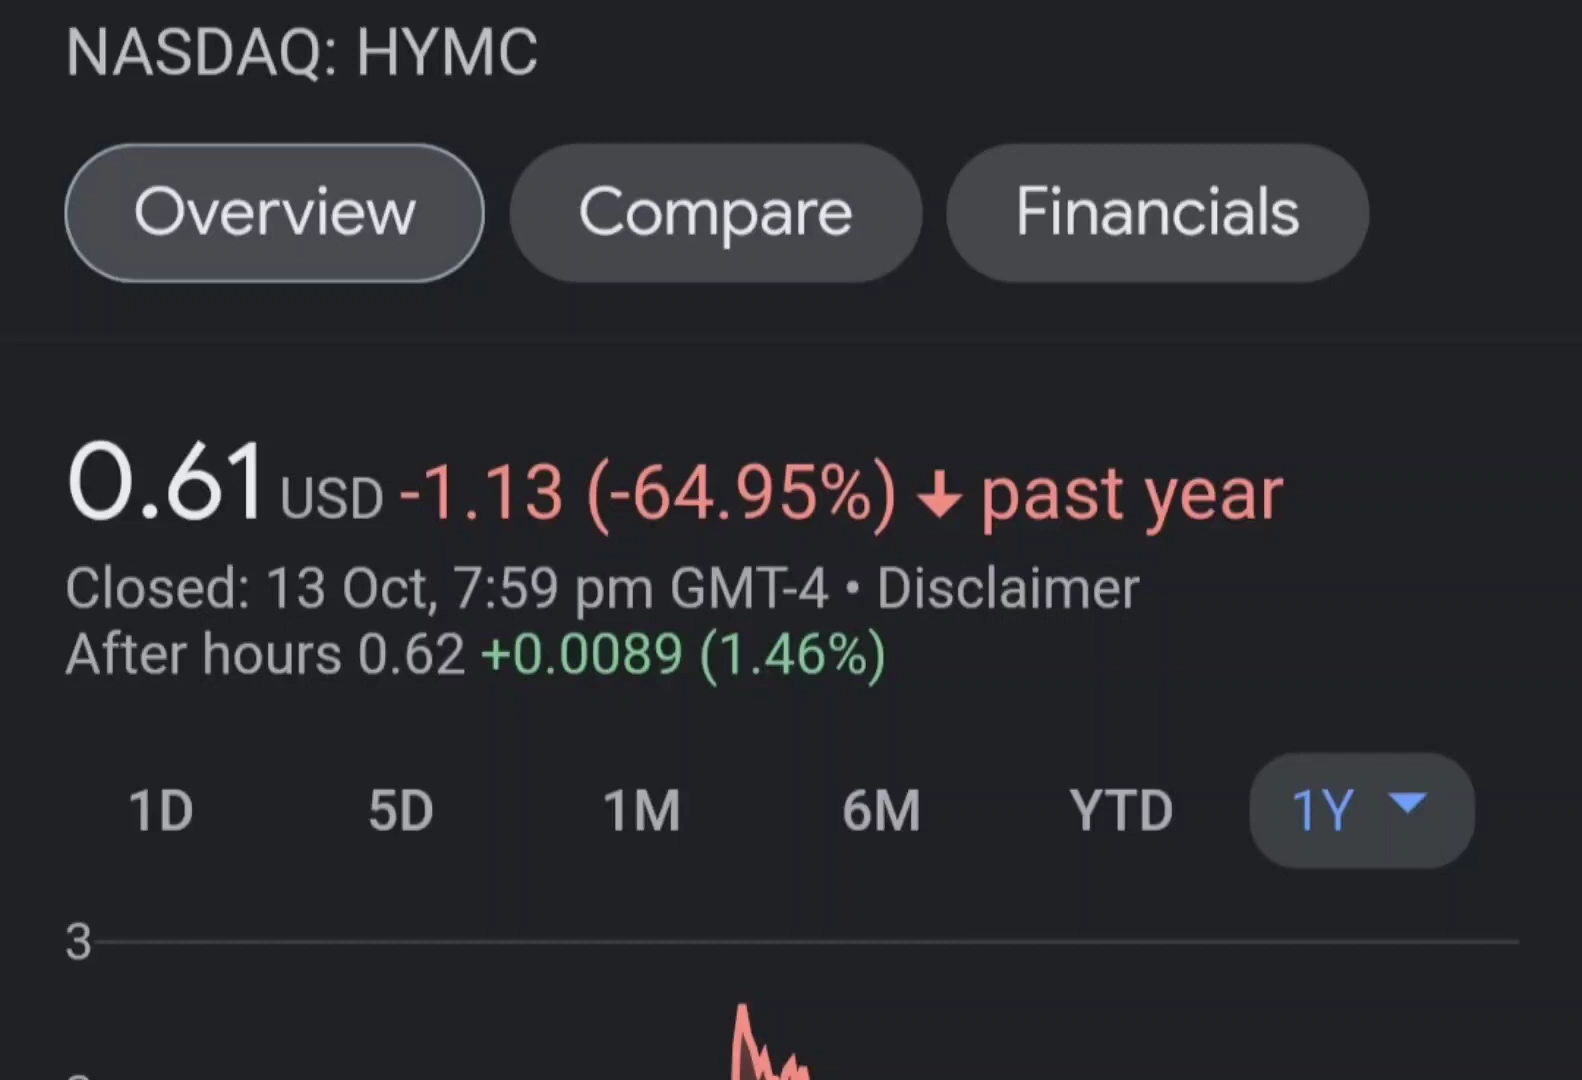 NASDAQ: HYMC
Overview Compare Financials
0.61 USD -1.13 (-64.95%) ↓ past year
Closed: 13 Oct, 7:59 pm GMT-4 • Disclaimer
After hours 0.62 +0.0089 (1.46%)
1D 5D 1M 6M YTD 1Y
3